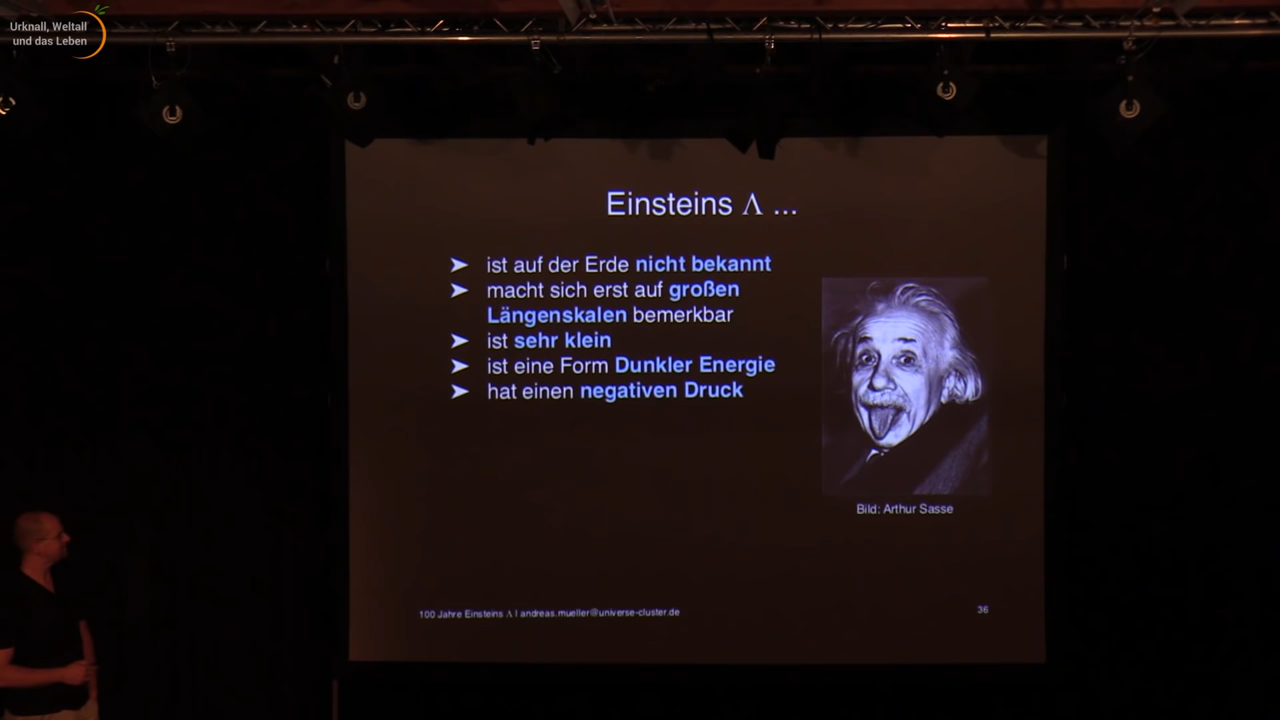 Urknall, Weltall
und das Leben
Einsteins Λ ...
➤ ist auf der Erde nicht bekannt
➤ macht sich erst auf großen
Längenskalen bemerkbar
➤ ist sehr klein
➤ ist eine Form Dunkler Energie
➤ hat einen negativen Druck
Bild: Arthur Sasse
100 Jahre Einsteins Λ | andreas.mueller@universe-cluster.de
36